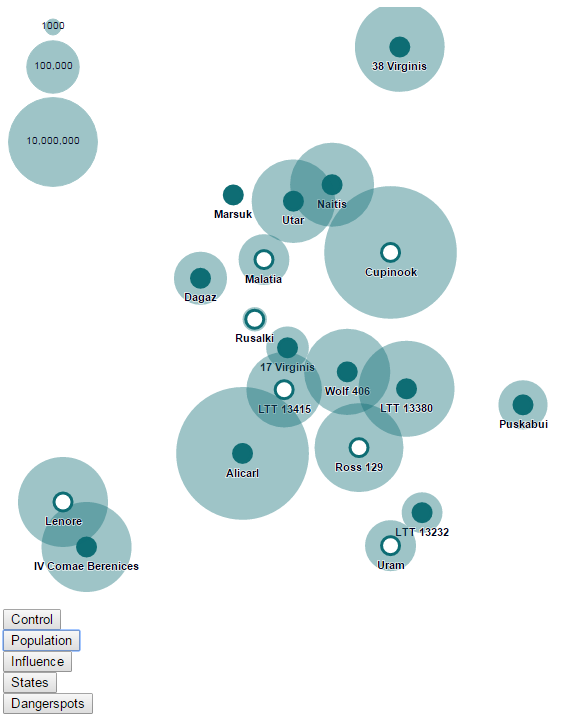 1000
38 Virginis
100,000
10,000,000
Naitis
Marsuk
Utar
Cupinook
Malatia
Dagaz
Rusalki
17 Virginis
Wolf 406
LTT 13415
LTT 13380
Puskabui
Ross 129
Alicarl
Lenore
LTT 13232
IV Comae Berenices
Uram
Control
Population
Influence
States
Dangerspots